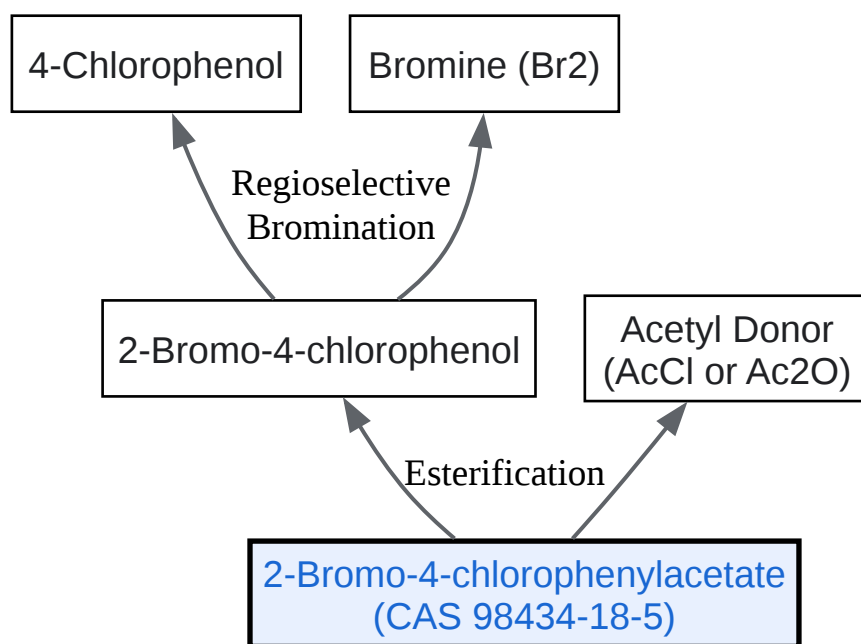 4-Chlorophenol
Bromine (Br2)
Regioselective
Bromination
2-Bromo-4-chlorophenol
Acetyl Donor
(AcCl or Ac2O)
Esterification
2-Bromo-4-chlorophenylacetate
(CAS 98434-18-5)